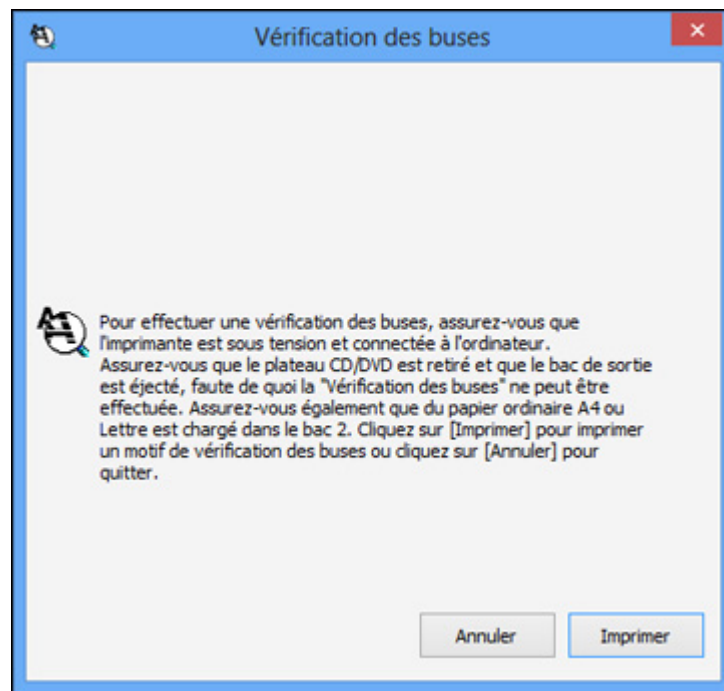 Vérification des buses
Pour effectuer une vérification des buses, assurez-vous que
l'imprimante est sous tension et connectée à l'ordinateur.
Assurez-vous que le plateau CD/DVD est retiré et que le bac de sortie
est éjecté, faute de quoi la "Vérification des buses" ne peut être
effectuée. Assurez-vous également que du papier ordinaire A4 ou
Lettre est chargé dans le bac 2. Cliquez sur [Imprimer] pour imprimer
un motif de vérification des buses ou cliquez sur [Annuler] pour
quitter.
Annuler
Imprimer